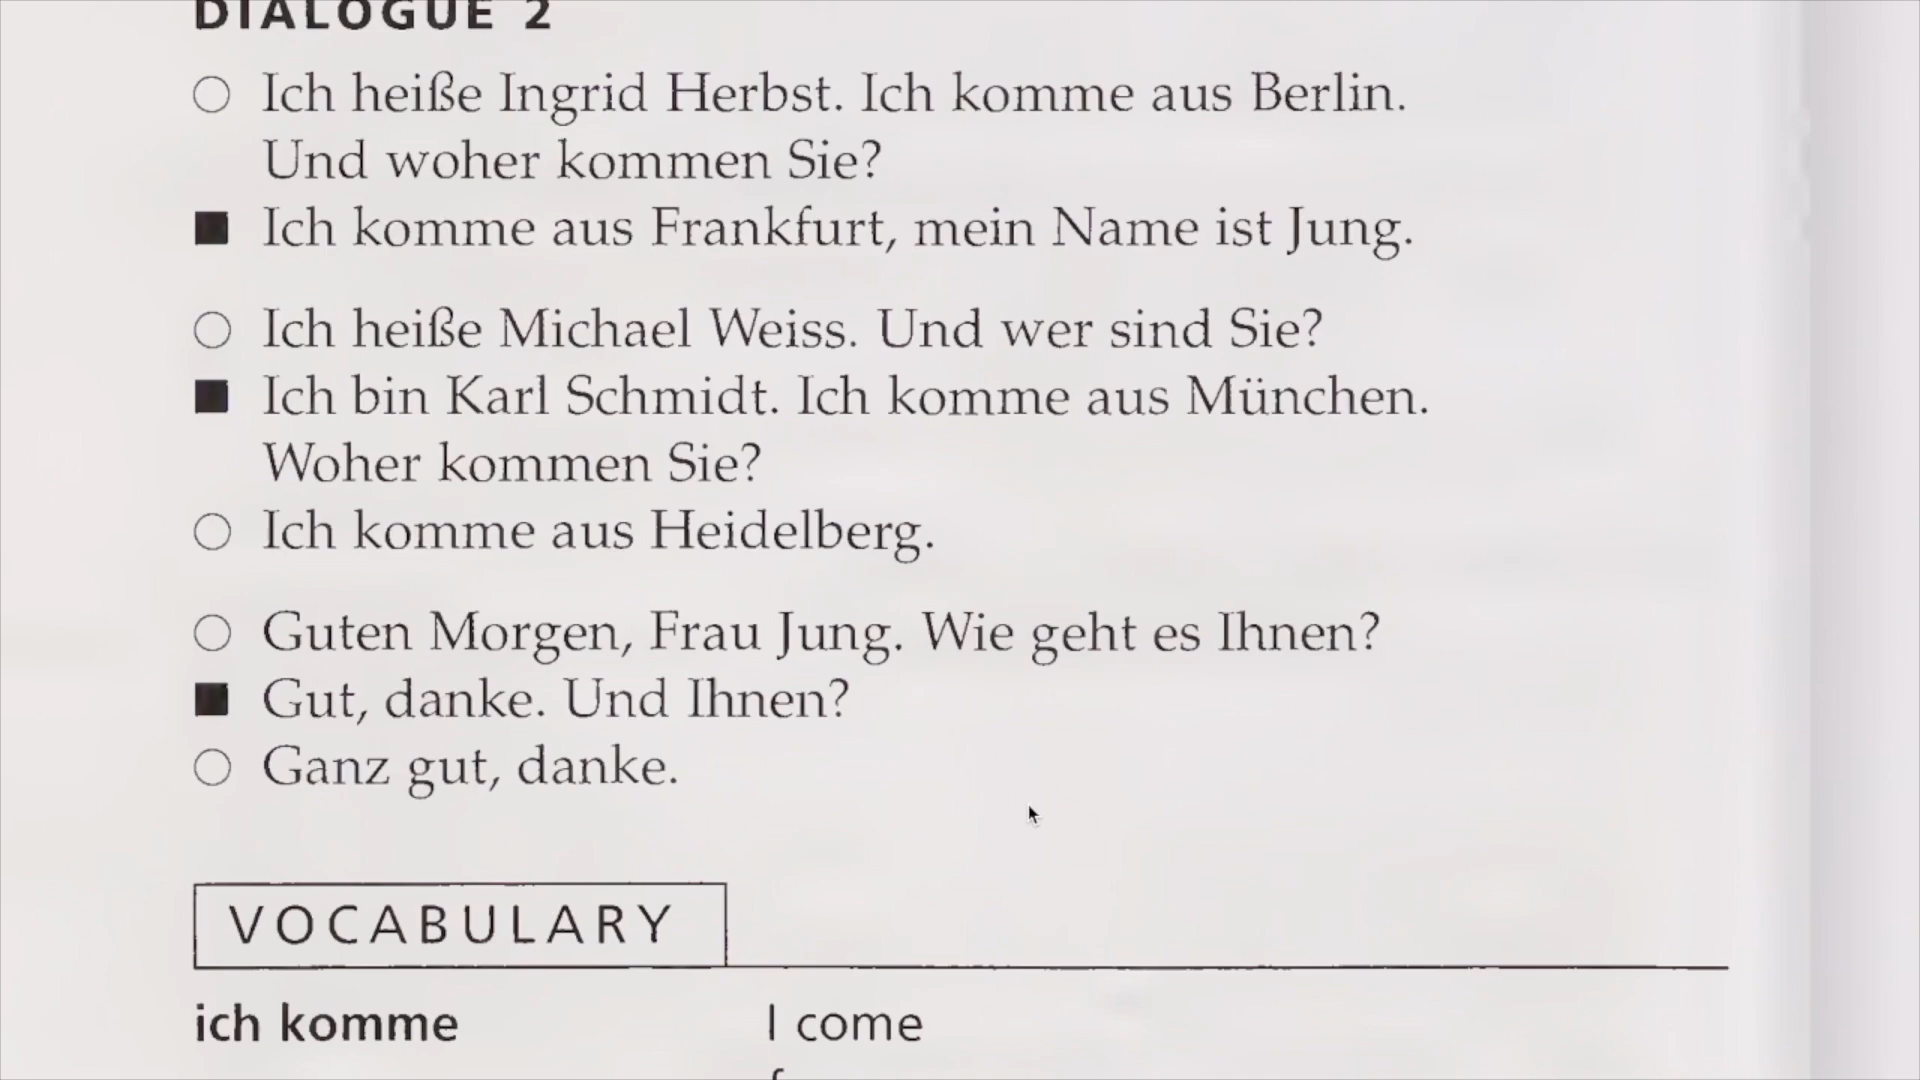 DIALOGUE 2
○ Ich heiße Ingrid Herbst. Ich komme aus Berlin.
Und woher kommen Sie?
■ Ich komme aus Frankfurt, mein Name ist Jung.
○ Ich heiße Michael Weiss. Und wer sind Sie?
■ Ich bin Karl Schmidt. Ich komme aus München.
Woher kommen Sie?
○ Ich komme aus Heidelberg.
○ Guten Morgen, Frau Jung. Wie geht es Ihnen?
■ Gut, danke. Und Ihnen?
○ Ganz gut, danke.
VOCABULARY
ich komme I come